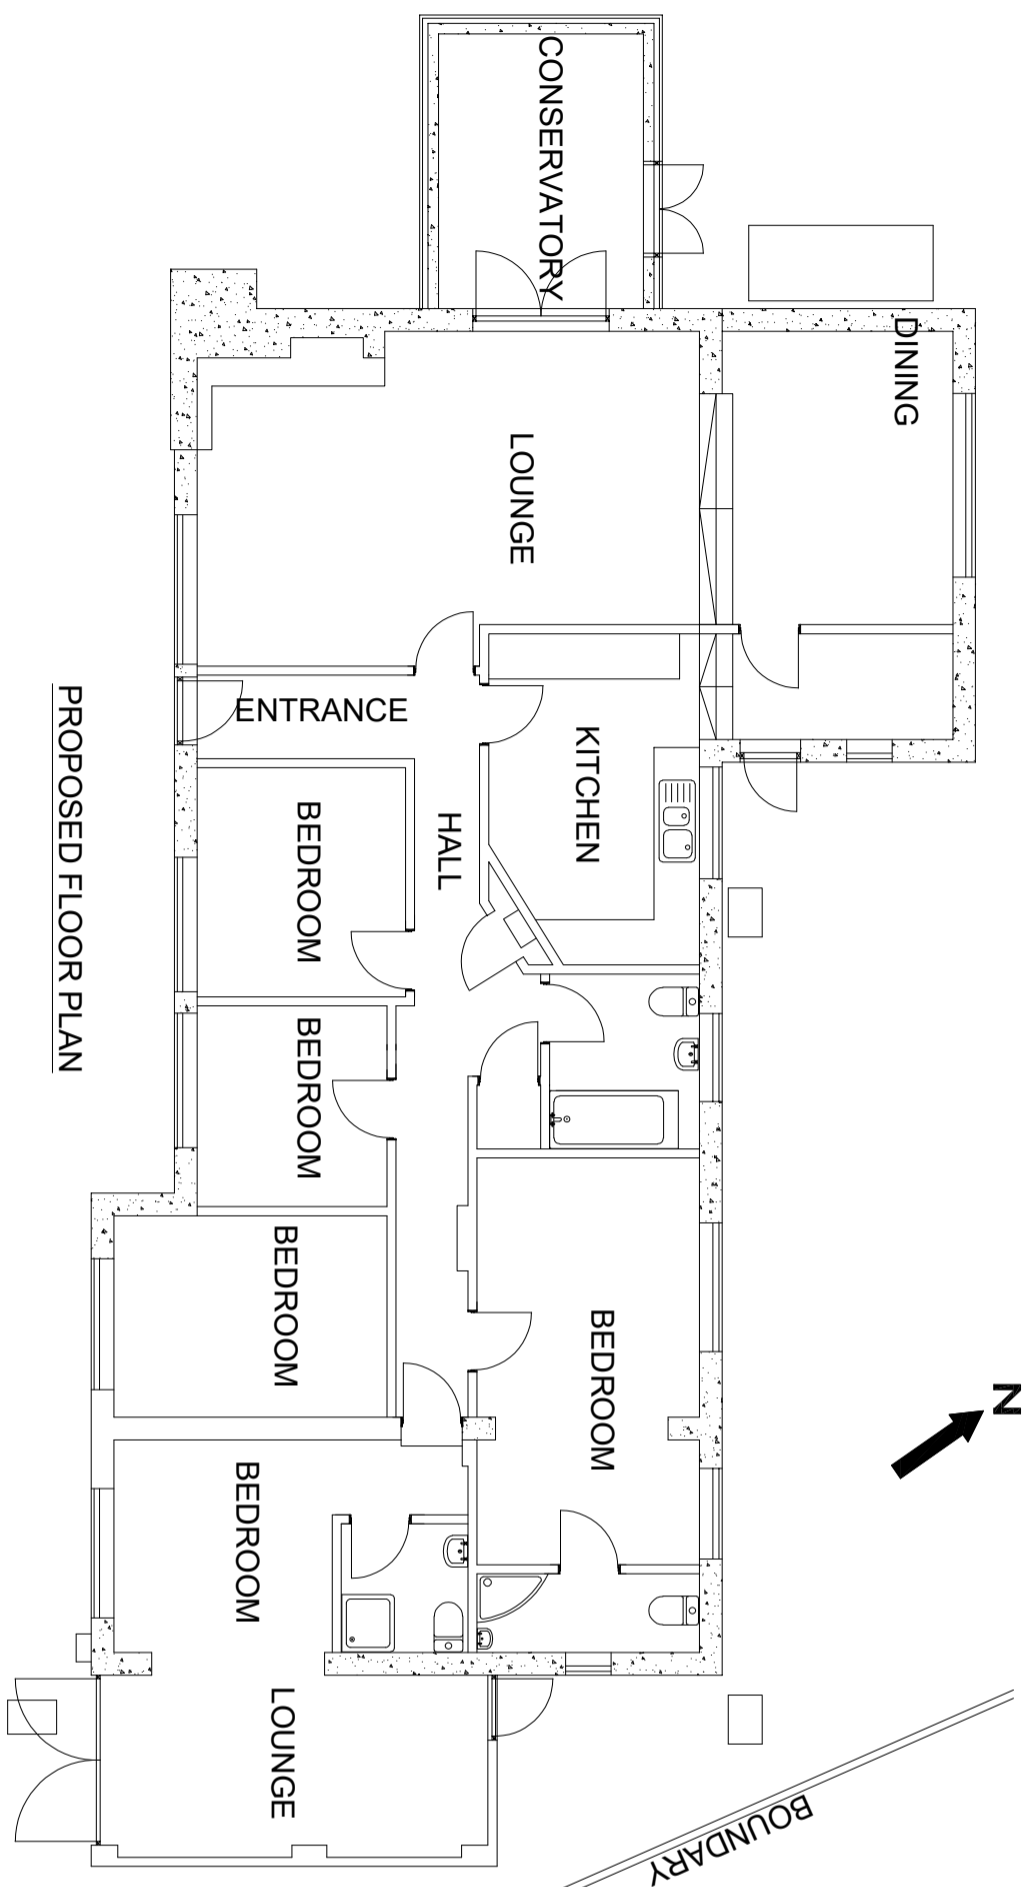 CONSERVATORY
DINING
LOUNGE
ENTRANCE
KITCHEN
HALL
BEDROOM
BEDROOM
BEDROOM
BEDROOM
BEDROOM
LOUNGE
PROPOSED FLOOR PLAN
N
BOUNDARY